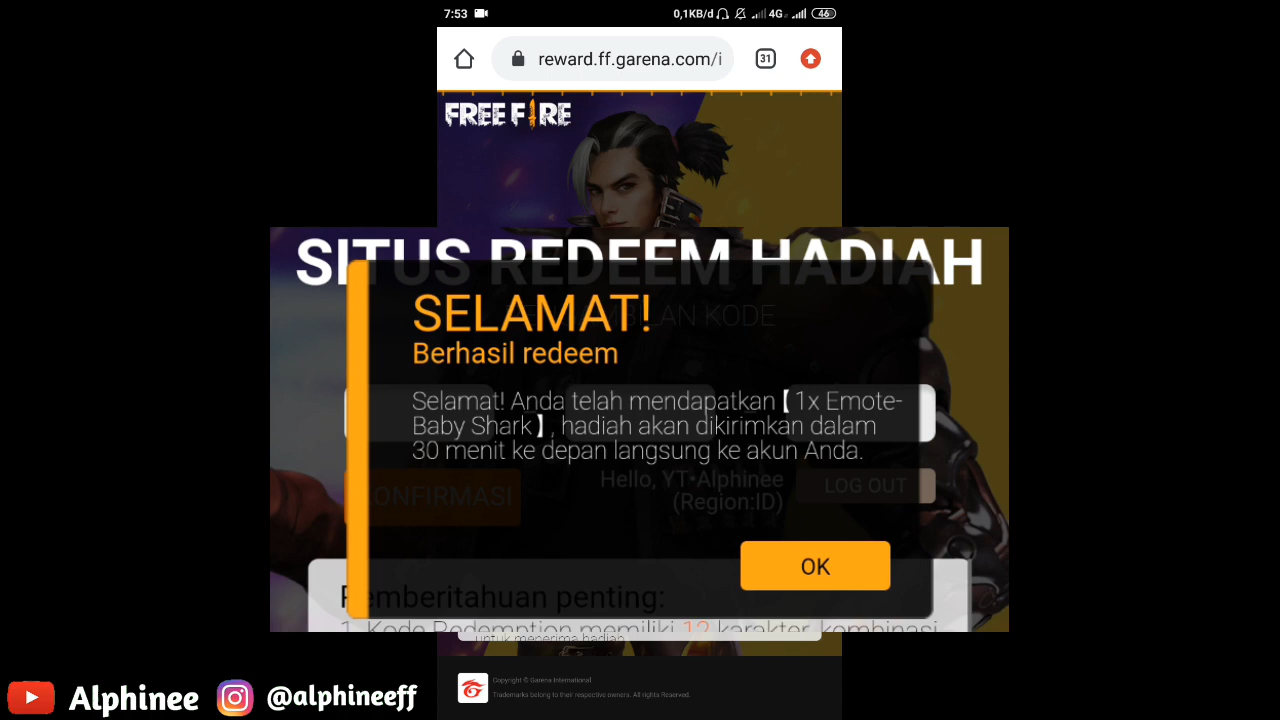 7:53
0,1KB/d 4G 46
reward.ff.garena.com/i
31
FREE FIRE
SITUS REDEEM HADIAH
SELAMAT!
Berhasil redeem
Selamat! Anda telah mendapatkan【1x Emote-
Baby Shark】, hadiah akan dikirimkan dalam
30 menit ke depan langsung ke akun Anda.
Hello, YT•Alphinee
(Region:ID)
LOG OUT
KONFIRMASI
OK
Pemberitahuan penting:
1. Kode Redemption memiliki 12 karakter, kombinasi
untuk menerima hadiah
Copyright © Garena International.
Trademarks belong to their respective owners. All rights Reserved.
Alphinee
@alphineeff